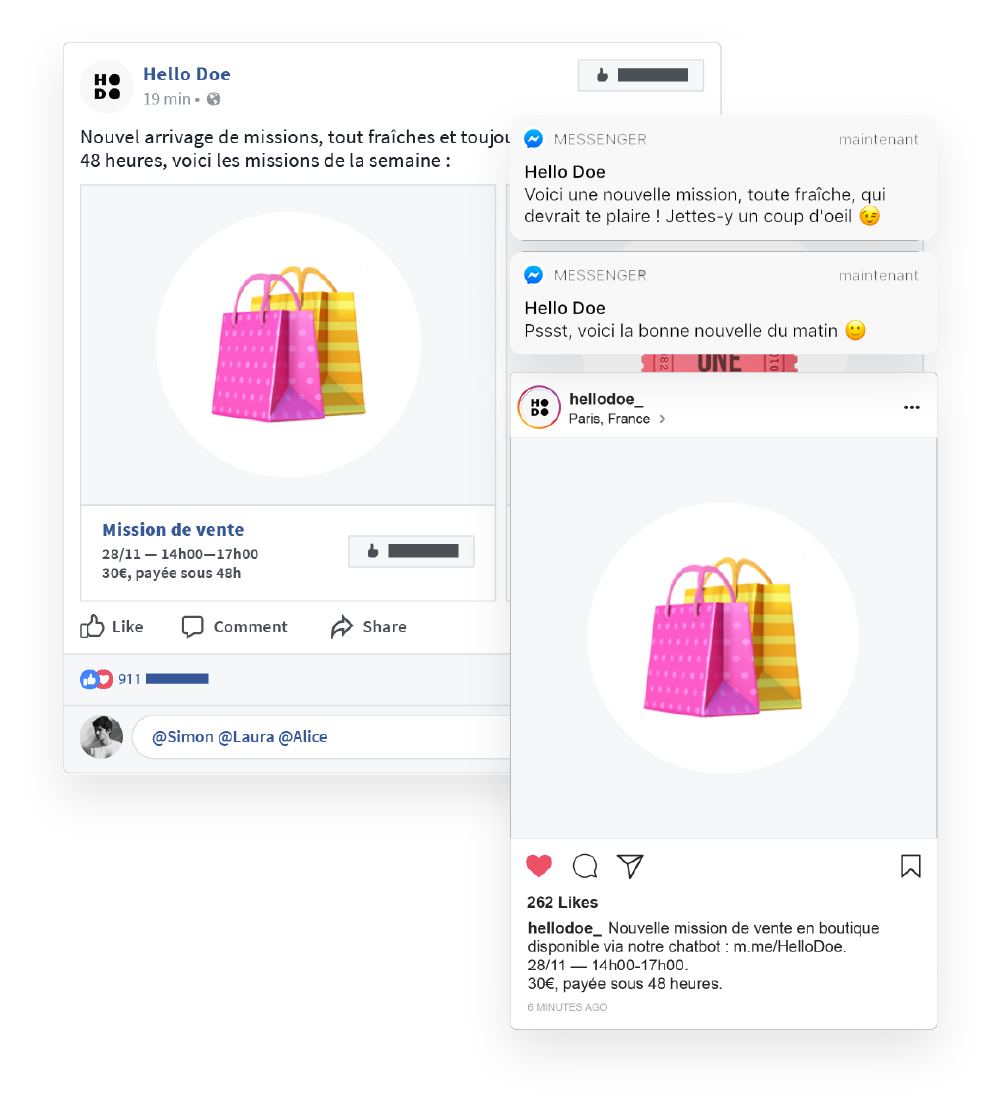 HODO
Hello Doe
19 min •
Nouvel arrivage de missions, tout fraîches et toujou
48 heures, voici les missions de la semaine :
Mission de vente
28/11 — 14h00—17h00
30€, payée sous 48h
Like
Comment
Share
911
@Simon @Laura @Alice
MESSENGER
maintenant
Hello Doe
Voici une nouvelle mission, toute fraîche, qui
devrait te plaire ! Jettes-y un coup d'oeil 😉
MESSENGER
maintenant
Hello Doe
Pssst, voici la bonne nouvelle du matin 🙂
ONE
HODO
hellodoe_
Paris, France >
262 Likes
hellodoe_ Nouvelle mission de vente en boutique
disponible via notre chatbot : m.me/HelloDoe.
28/11 — 14h00-17h00.
30€, payée sous 48 heures.
6 MINUTES AGO